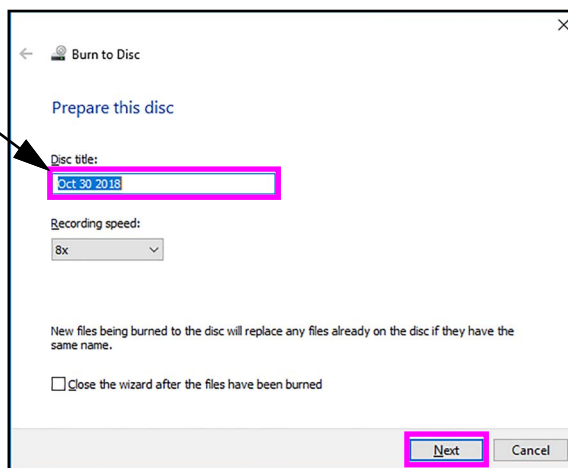 Burn to Disc
Prepare this disc
Disc title:
Oct 30 2018
Recording speed:
8x
New files being burned to the disc will replace any files already on the disc if they have the
same name.
Close the wizard after the files have been burned
Next Cancel